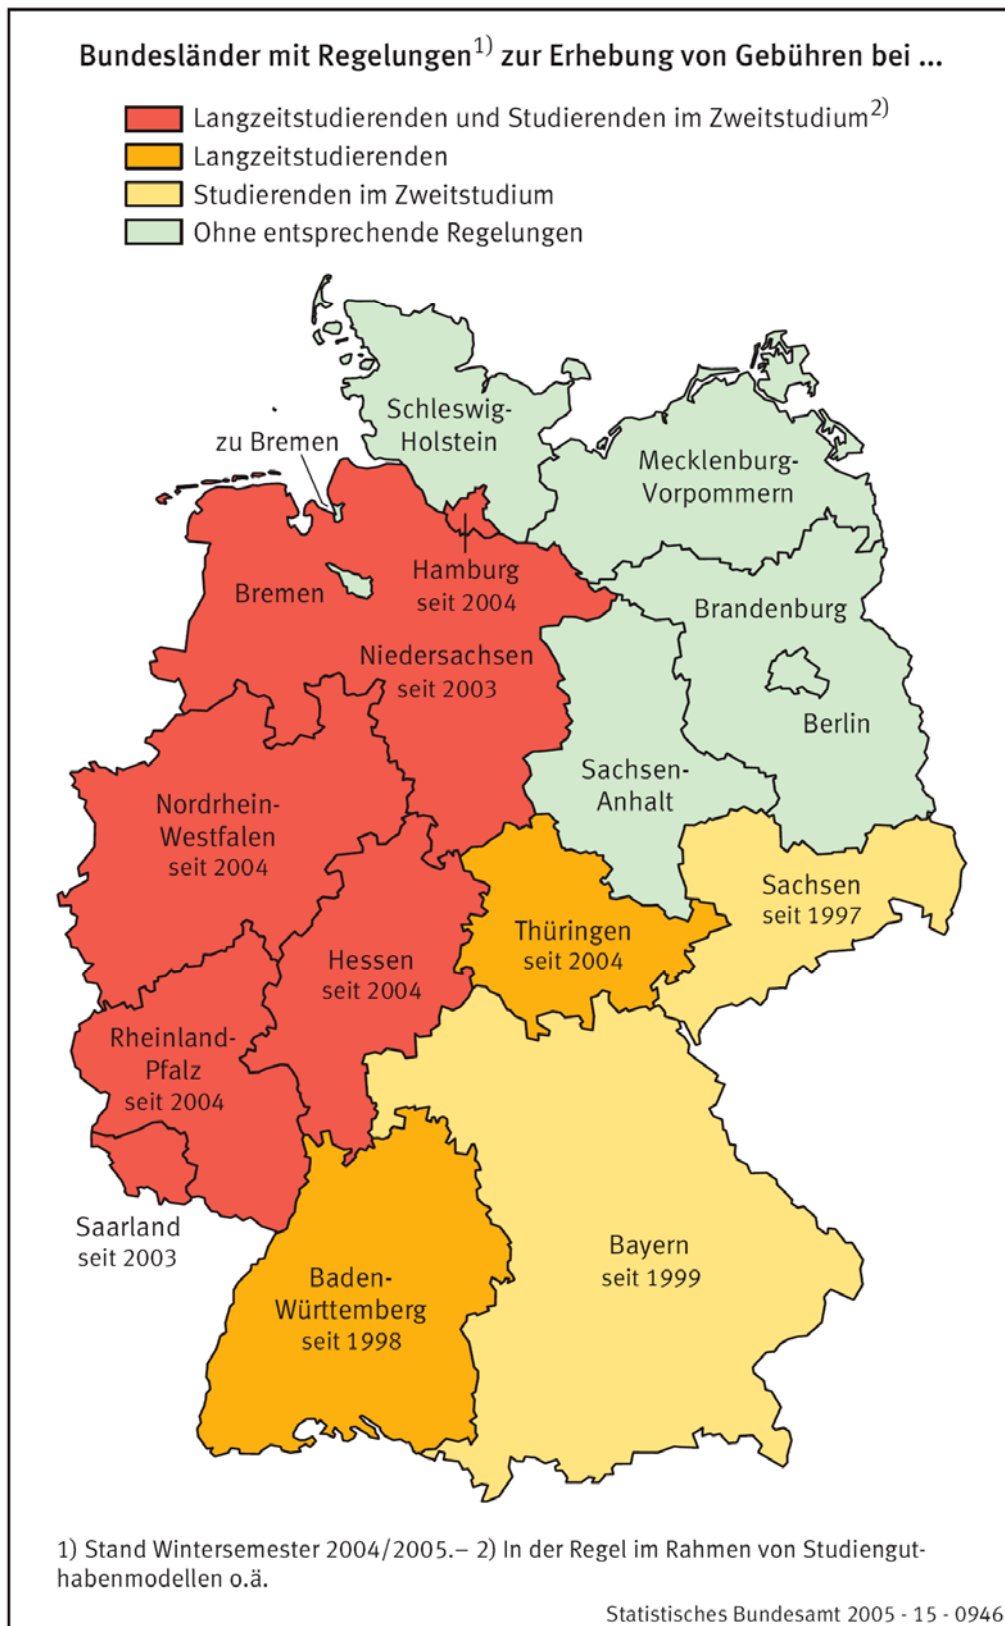 Bundesländer mit Regelungen1) zur Erhebung von Gebühren bei ...
Langzeitstudierenden und Studierenden im Zweitstudium2)
Langzeitstudierenden
Studierenden im Zweitstudium
Ohne entsprechende Regelungen
Schleswig-
Holstein
zu Bremen
Mecklenburg-
Vorpommern
Hamburg
seit 2004
Bremen
Brandenburg
Niedersachsen
seit 2003
Berlin
Sachsen-
Anhalt
Nordrhein-
Westfalen
seit 2004
Sachsen
seit 1997
Thüringen
seit 2004
Hessen
seit 2004
Rheinland-
Pfalz
seit 2004
Saarland
seit 2003
Bayern
seit 1999
Baden-
Württemberg
seit 1998
1) Stand Wintersemester 2004/2005.– 2) In der Regel im Rahmen von Studiengut-
habenmodellen o.ä.
Statistisches Bundesamt 2005 - 15 - 0946